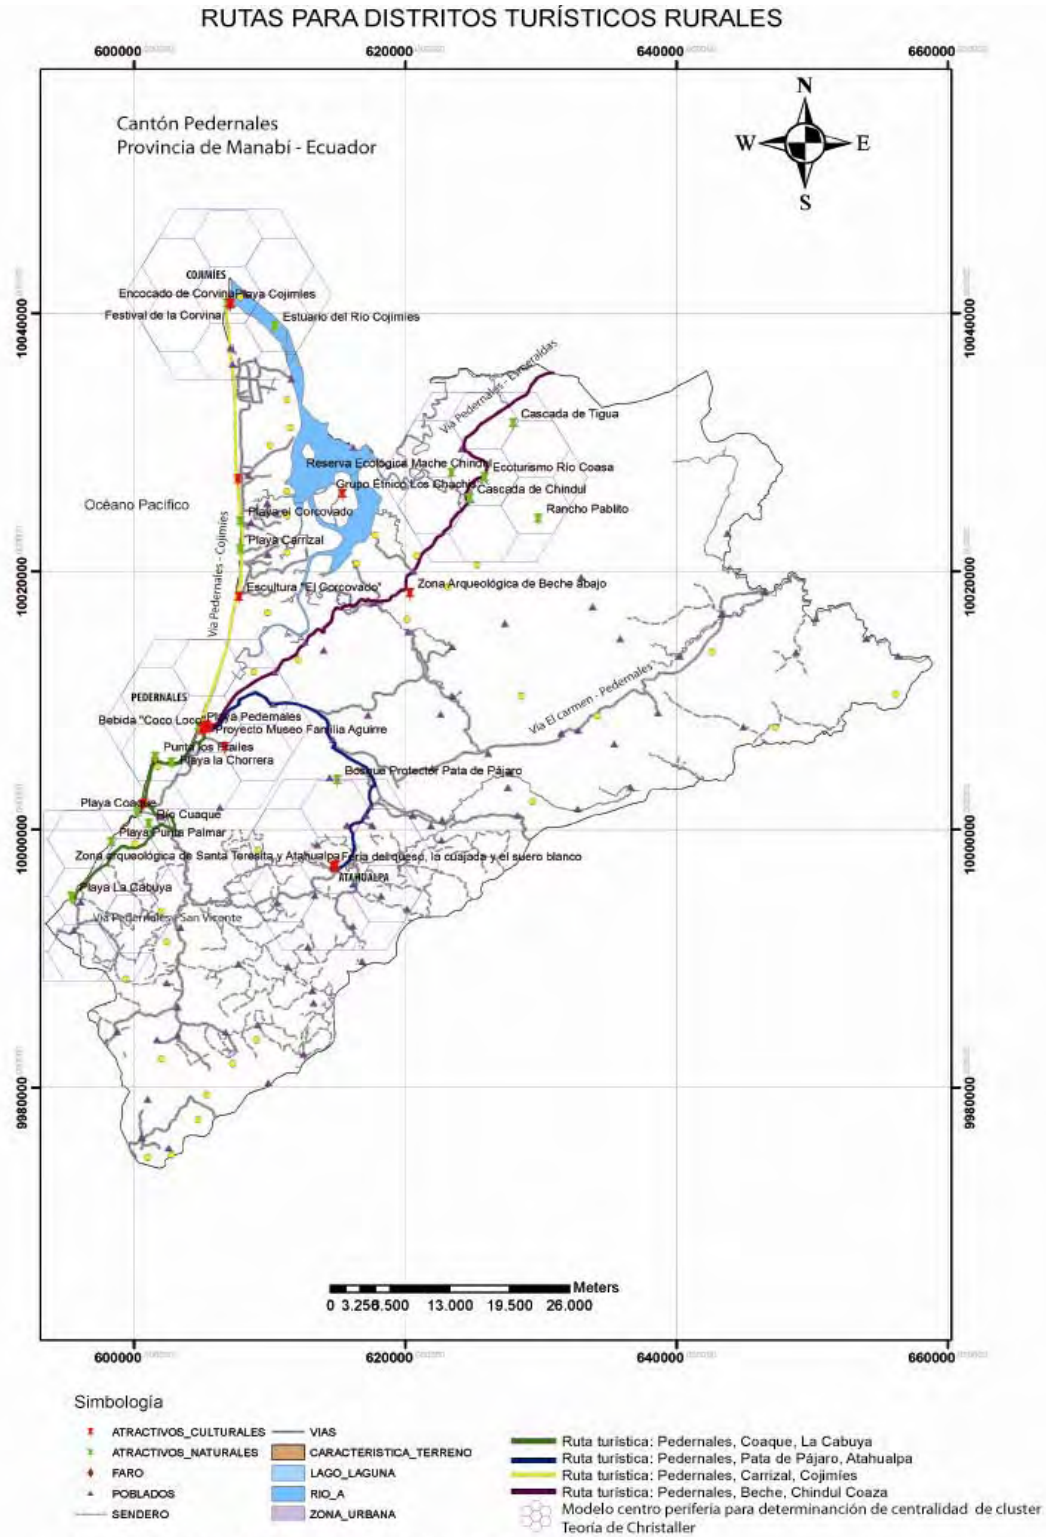 RUTAS PARA DISTRITOS TURÍSTICOS RURALES
600000 620000 640000 660000
Cantón Pedernales
Provincia de Manabí - Ecuador
N
W E
S
COJIMÍES
Encocado de Corvina Playa Cojimíes
Festival de la Corvina
Estuario del Río Cojimíes
10040000 10040000
Vía Pedernales - Esmeraldas
Cascada de Tigua
Reserva Ecológica Mache Chindul
Ecoturismo Río Coasa
Grupo Étnico Los Chachis
Cascada de Chindul
Océano Pacífico
Playa el Corcovado
Rancho Pablito
Playa Carrizal
Vía Pedernales - Cojimíes
10020000 10020000
Escultura "El Corcovado"
Zona Arqueológica de Beche abajo
PEDERNALES
Vía El carmen - Pedernales
Bebida "Coco Loco" Playa Pedernales
Proyecto Museo Familia Aguirre
Punta los Frailes
Playa la Chorrera
Bosque Protector Pata de Pájaro
Playa Coaque
Río Cuaque
10000000 10000000
Playa Punta Palmar
Zona arqueológica de Santa Teresita y Atahualpa Feria del queso, la cuajada y el suero blanco
ATAHUALPA
Playa La Cabuya
Vía Pedernales - San Vicente
9980000 9980000
Meters
0 3.250 6.500 13.000 19.500 26.000
600000 620000 640000 660000
Simbología
ATRACTIVOS_CULTURALES
ATRACTIVOS_NATURALES
FARO
POBLADOS
SENDERO
VIAS
CARACTERISTICA_TERRENO
LAGO_LAGUNA
RIO_A
ZONA_URBANA
Ruta turística: Pedernales, Coaque, La Cabuya
Ruta turística: Pedernales, Pata de Pájaro, Atahualpa
Ruta turística: Pedernales, Carrizal, Cojimíes
Ruta turística: Pedernales, Beche, Chindul Coaza
Modelo centro periferia para determinanción de centralidad de cluster
Teoría de Christaller